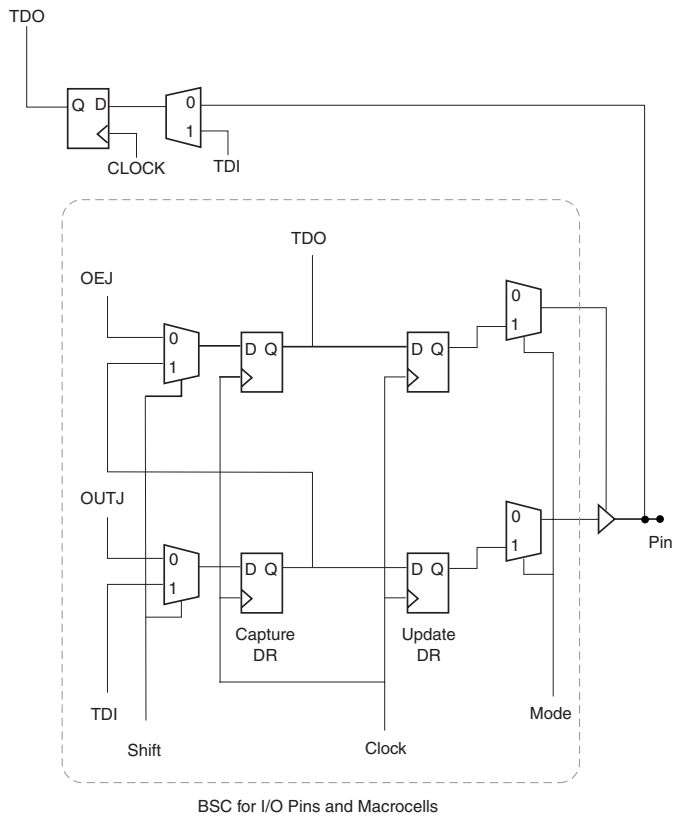 TDO
Q D
0
1
CLOCK
TDI
TDO
OEJ
0
1
D Q
D Q
0
1
OUTJ
0
1
D Q
D Q
0
1
Pin
Capture
DR
Update
DR
TDI
Shift
Clock
Mode
BSC for I/O Pins and Macrocells